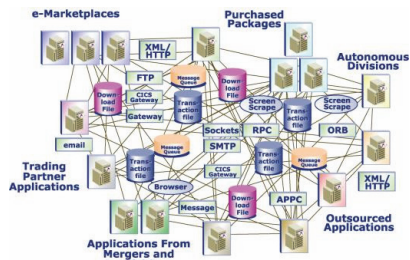 e-Marketplaces
Purchased
Packages
XML/
HTTP
Autonomous
Divisions
FTP
Message
Queue
Down-
load
File
Down-
load
File
CICS
Gateway
Trans-
action
file
Screen
Scrape
Screen
Scrape
Gateway
Trans-
action
file
email
Message
Queue
Sockets
RPC
ORB
SMTP
Trans-
action
file
Trans-
action
file
Message
Queue
CICS
Gateway
Trading
Partner
Applications
Browser
XML/
HTTP
Down-
load
File
Message
APPC
Outsourced
Applications
Applications From
Mergers and